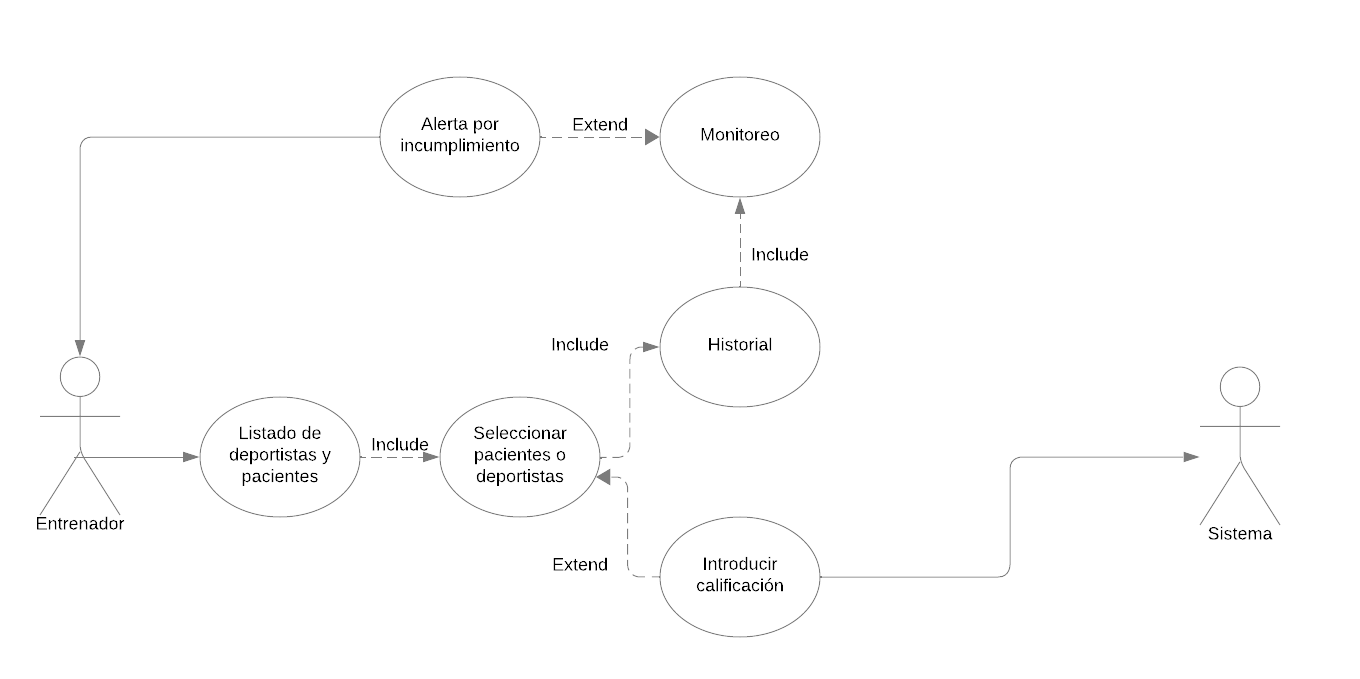 Alerta por
incumplimiento
Extend
Monitoreo
Include
Include
Historial
Listado de
deportistas y
pacientes
Include
Seleccionar
pacientes o
deportistas
Entrenador
Sistema
Extend
Introducir
calificación